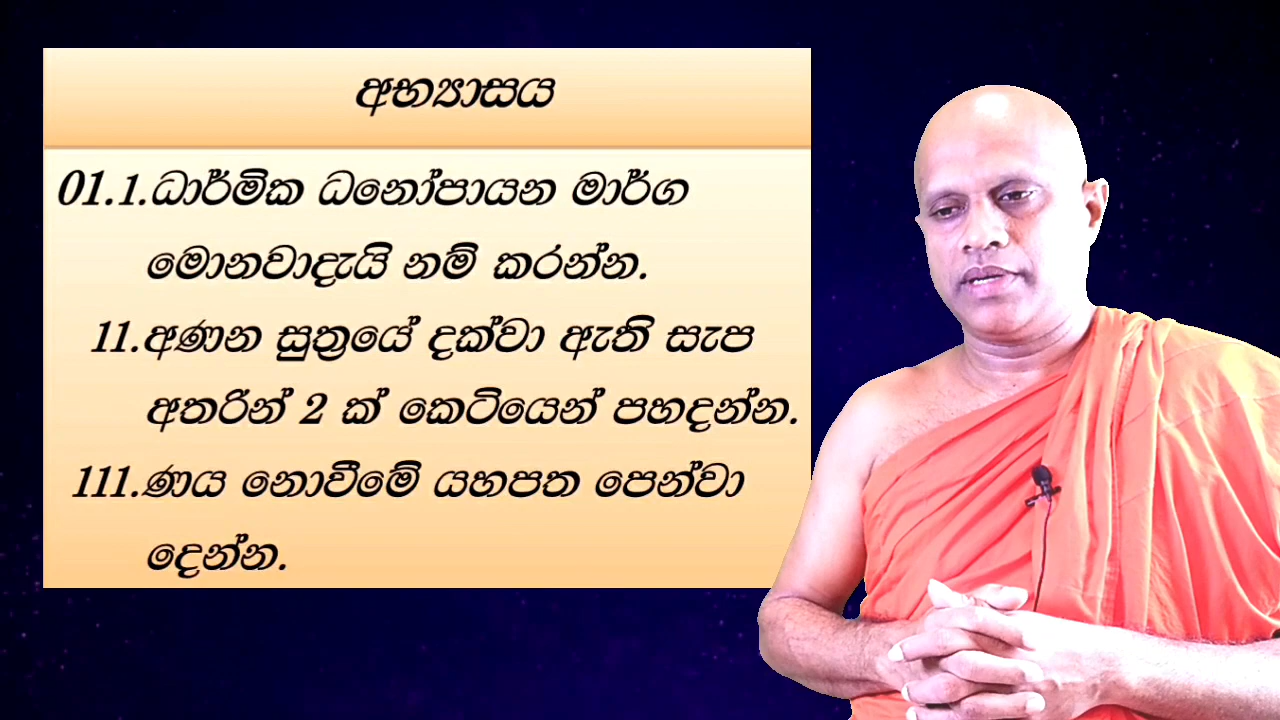 අභ්‍යාසය
01.1.ධාර්මික ධනෝපායන මාර්ග
මොනවාදැයි නම් කරන්න.
11.අණන සුත්‍රයේ දක්වා ඇති සැප
අතරින් 2 ක් කෙටියෙන් පහදන්න.
111.ණය නොවීමේ යහපත පෙන්වා
දෙන්න.